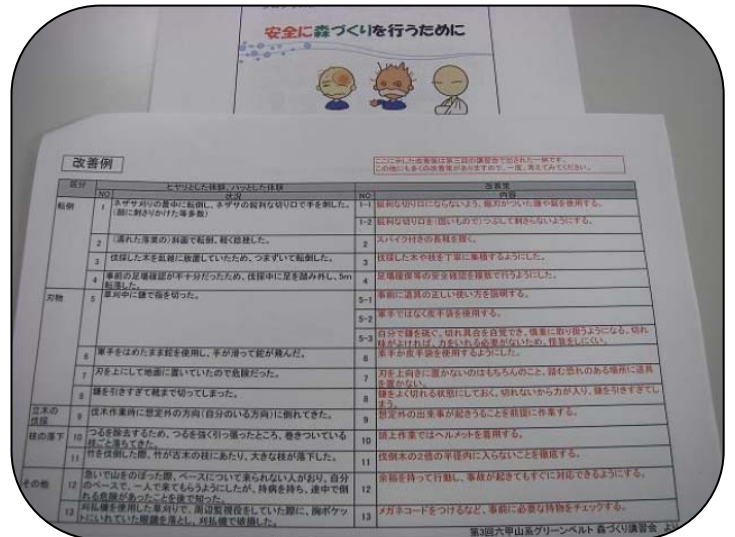 安全に森づくりを行うために
改善例
ここに示した改善策は第三回の講習会で出された一例です。
この他にも多くの改善策がありますので、一度、考えてみてください。
区分
ヒヤリとした体験、ハッとした体験
改善策
NO 状況
NO 内容
転倒
1 ネザサ刈りの最中に転倒し、ネザサの鋭利な切り口で手を刺した。
(顔に刺さりかけた等多数)
1-1 鋭利な切り口にならないよう、鋸刃がついた鎌や鋸を使用する。
1-2 鋭利な切り口を(固いもので)つぶして刺さらないようにする。
2 (濡れた落葉の)斜面で転倒、軽く捻挫した。
2 スパイク付きの長靴を履く。
3 伐採した木を乱雑に放置していたため、つまずいて転倒した。
3 伐採した木や枝を丁寧に集積するようにした。
4 事前の足場確認が不十分だったため、伐採中に足を踏み外し、5m
転落した。
4 足場確保等の安全確認を複数で行うようにした。
刃物
5 草刈中に鎌で指を切った。
5-1 事前に道具の正しい使い方を説明する。
5-2 軍手ではなく皮手袋を使用する。
5-3 自分で鎌を砥ぐ。切れ具合を自覚でき、慎重に取り扱うようになる。切れ
味がよければ、力をいれる必要がないため、怪我をしにくい。
6 軍手をはめたまま鉈を使用し、手が滑って鉈が飛んだ。
6 素手か皮手袋を使用するようにした。
7 刃を上にして地面に置いていたので危険だった。
7 刃を上向きに置かないのはもちろんのこと、踏む恐れのある場所に道具
を置かない。
8 鎌を引きすぎて靴まで切ってしまった。
8 鎌をよく切れる状態にしておく。切れないから力が入り、鎌を引きすぎてし
まう。
立木の
伐採
9 伐木作業時に想定外の方向(自分のいる方向)に倒れてきた。
9 想定外の出来事が起きうることを前提に作業する。
枝の落下
10 つるを除去するため、つるを強く引っ張ったところ、巻きついている
枝ごと落ちてきた。
10 頭上作業ではヘルメットを着用する。
11 竹を伐倒した際、竹が古木の枝にあたり、大きな枝が落下した。
11 伐倒木の2倍の半径内に入らないことを徹底する。
その他
12 急いで山をのぼった際、ペースについて来られない人がおり、自分
のペースで、一人で来てもらうようにしたが、持病を持ち、途中で倒
れる危険があったことを後で知った。
12 余裕を持って行動し、事故が起きてもすぐに対応できるようにする。
13 刈払機を使用した草刈りで、周辺監視役をしていた際に、胸ポケッ
トにいれていた眼鏡を落とし、刈払機で破損した。
13 メガネコードをつけるなど、事前に必要な持物をチェックする。
第3回六甲山系グリーンベルト 森づくり講習会 より